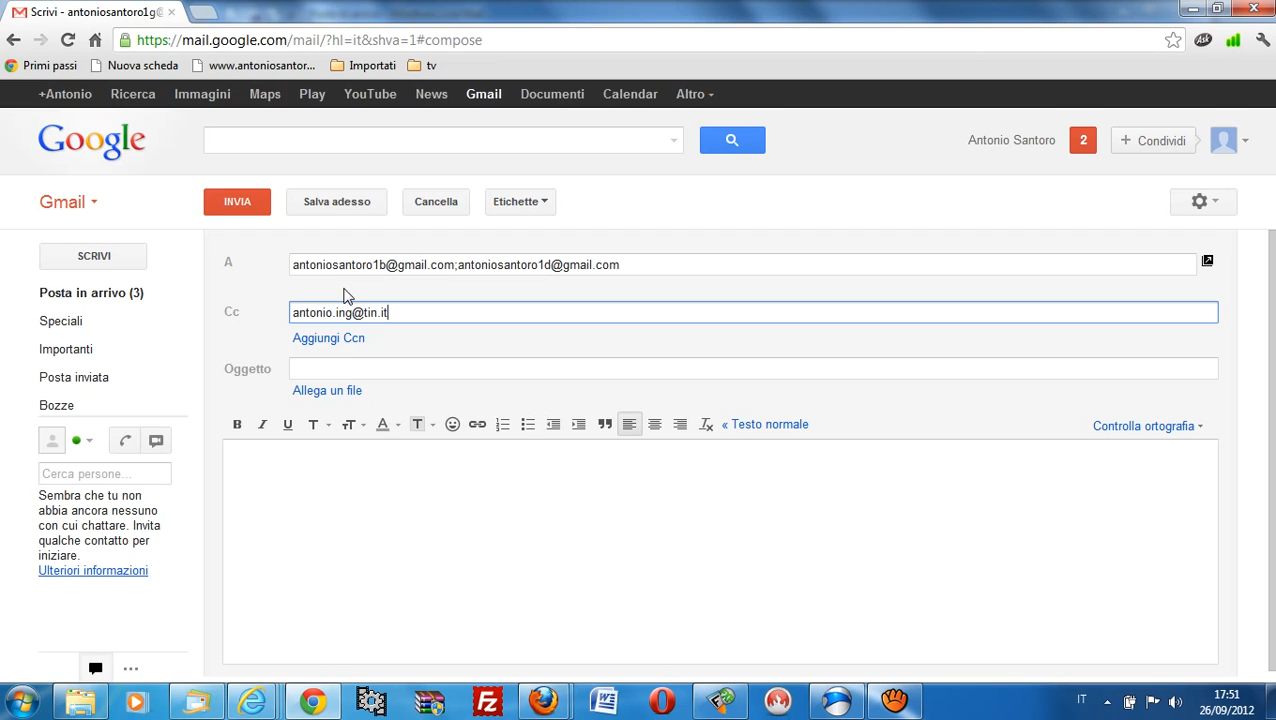 Scrivi - antoniosantoro1g@
https://mail.google.com/mail/?hl=it&shva=1#compose
Primi passi Nuova scheda www.antoniosantor... Importati tv
+Antonio Ricerca Immagini Maps Play YouTube News Gmail Documenti Calendar Altro
Google Antonio Santoro 2 + Condividi
Gmail INVIA Salva adesso Cancella Etichette
SCRIVI
A antoniosantoro1b@gmail.com;antoniosantoro1d@gmail.com
Posta in arrivo (3)
Cc antonio.ing@tin.it
Speciali
Aggiungi Ccn
Importanti
Oggetto
Posta inviata
Allega un file
Bozze
B I U T тT A T « Testo normale Controlla ortografia
Cerca persone...
Sembra che tu non
abbia ancora nessuno
con cui chattare. Invita
qualche contatto per
iniziare.
Ulteriori informazioni
IT 17:51
26/09/2012